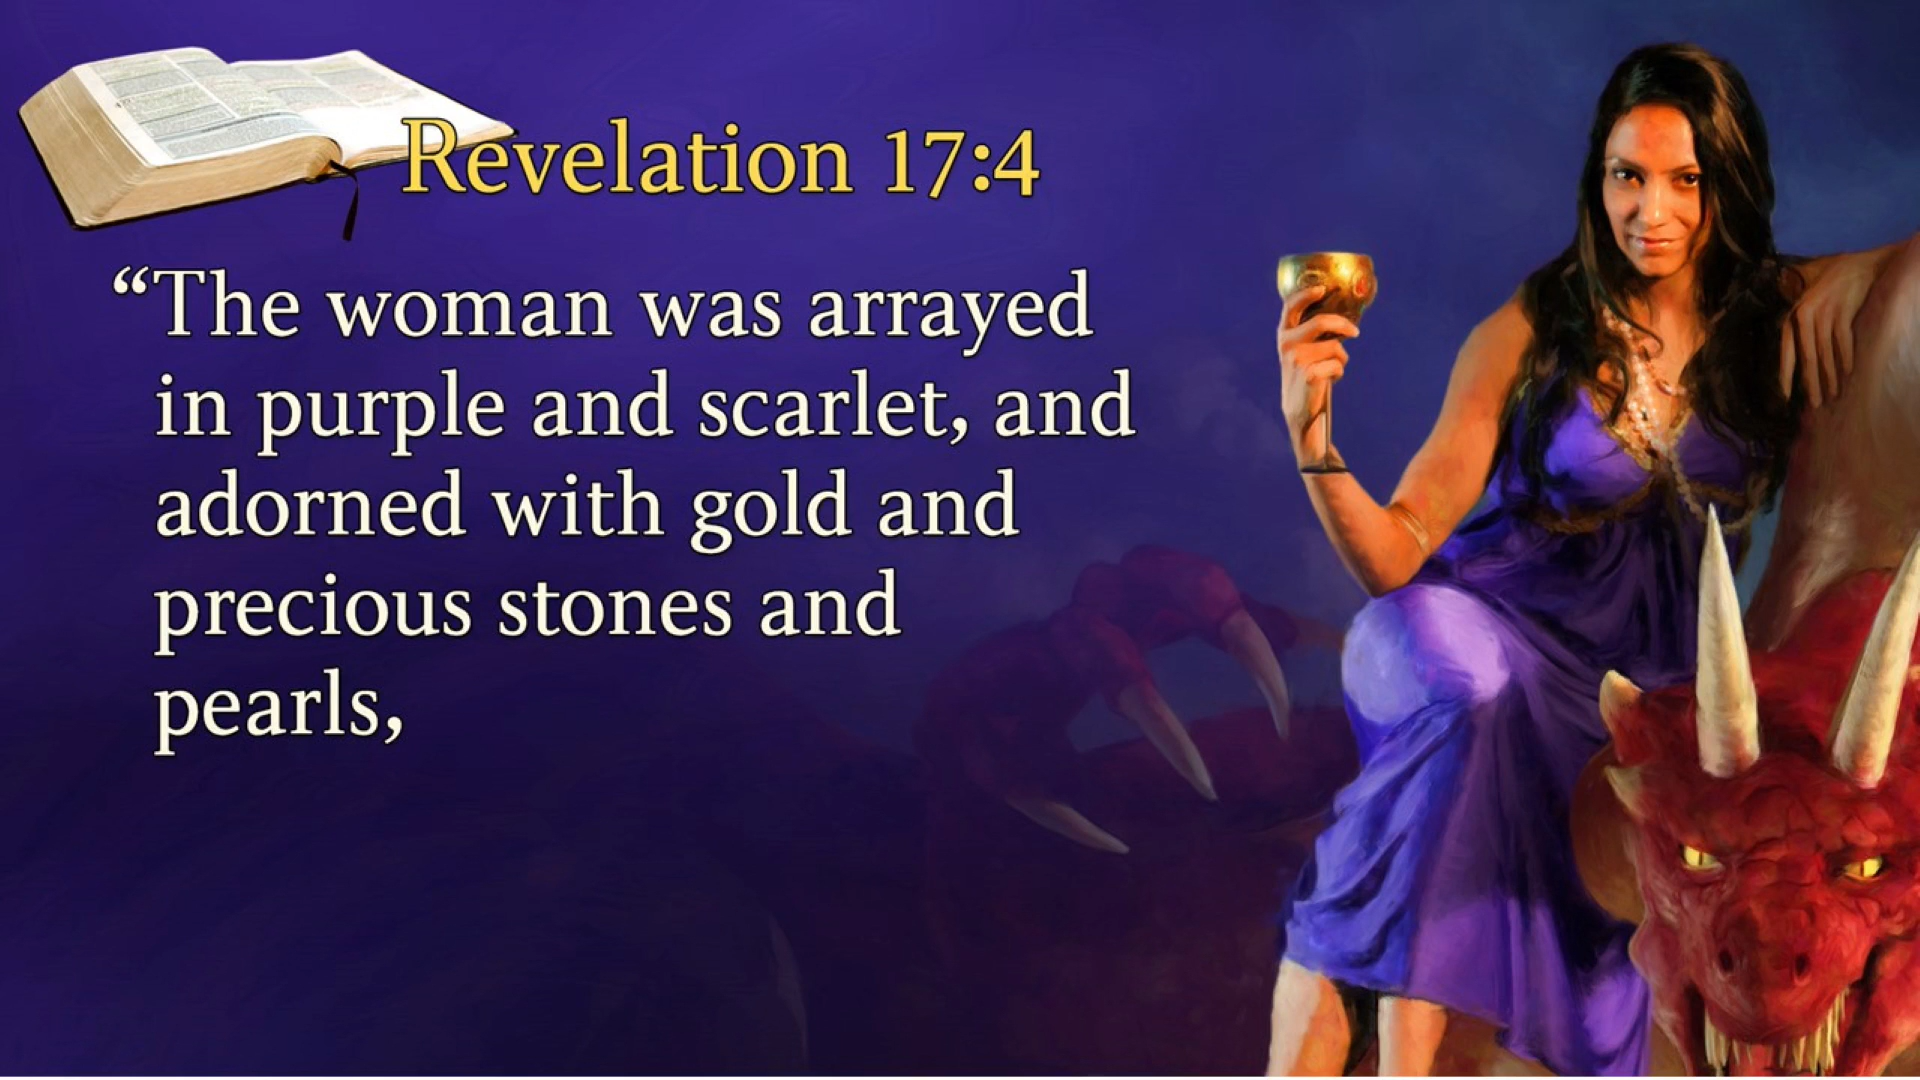 Revelation 17:4
“The woman was arrayed
in purple and scarlet, and
adorned with gold and
precious stones and
pearls,